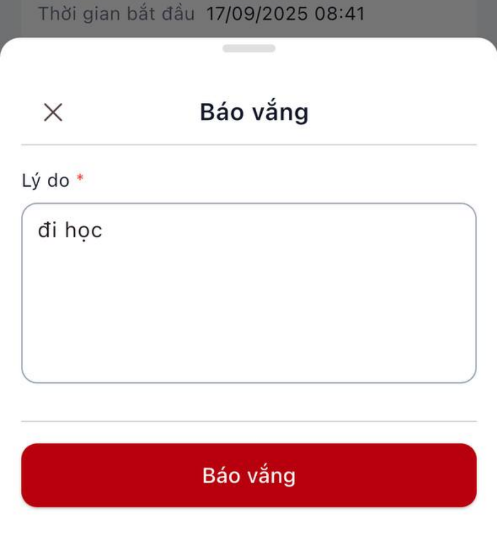 Thời gian bắt đầu 17/09/2025 08:41
Báo vắng
Lý do *
đi học
Báo vắng